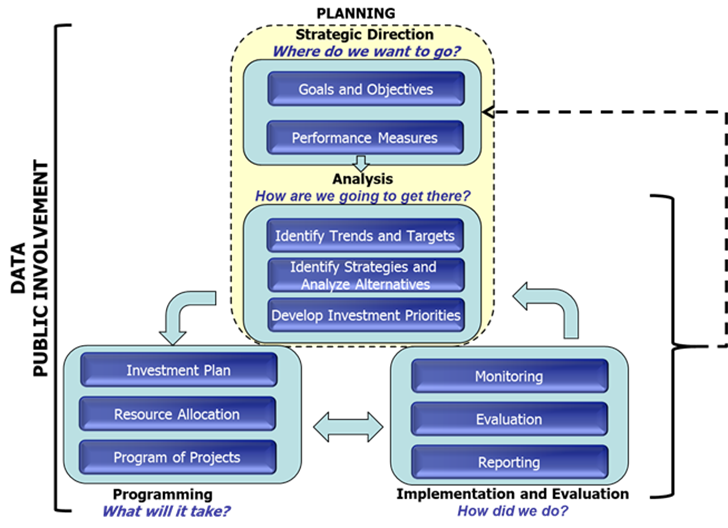 PLANNING
Strategic Direction
Where do we want to go?
Goals and Objectives
Performance Measures
Analysis
How are we going to get there?
Identify Trends and Targets
Identify Strategies and
Analyze Alternatives
Develop Investment Priorities
DATA
PUBLIC INVOLVEMENT
Investment Plan
Resource Allocation
Program of Projects
Programming
What will it take?
Monitoring
Evaluation
Reporting
Implementation and Evaluation
How did we do?